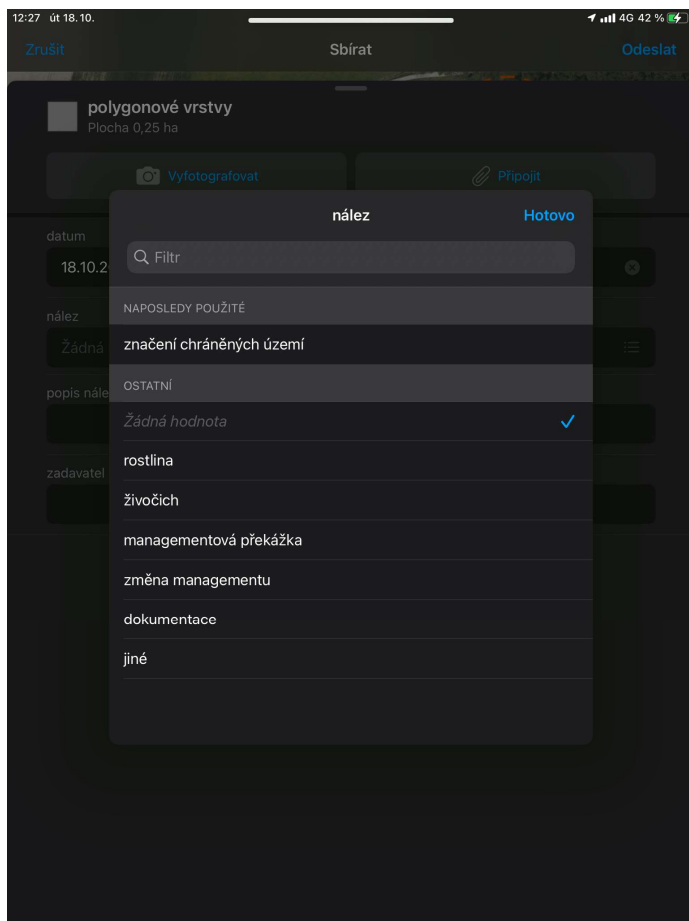 12:27 út 18.10. 4G 42 %
Zrušit Sbírat Odeslat
polygonové vrstvy
Plocha 0,25 ha
Vyfotografovat Připojit
nález Hotovo
datum
Filtr
18.10.2
NAPOSLEDY POUŽITÉ
nález
značení chráněných území
Žádná
OSTATNÍ
popis nále
Žádná hodnota
rostlina
zadavatel
živočich
managementová překážka
změna managementu
dokumentace
jiné